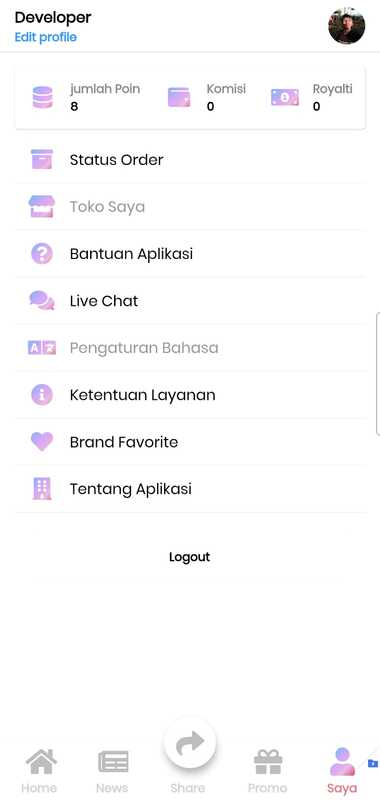 Developer
Edit profile
jumlah Poin
8
Komisi
0
Royalti
0
Status Order
Toko Saya
Bantuan Aplikasi
Live Chat
Pengaturan Bahasa
Ketentuan Layanan
Brand Favorite
Tentang Aplikasi
Logout
Home
News
Share
Promo
Saya